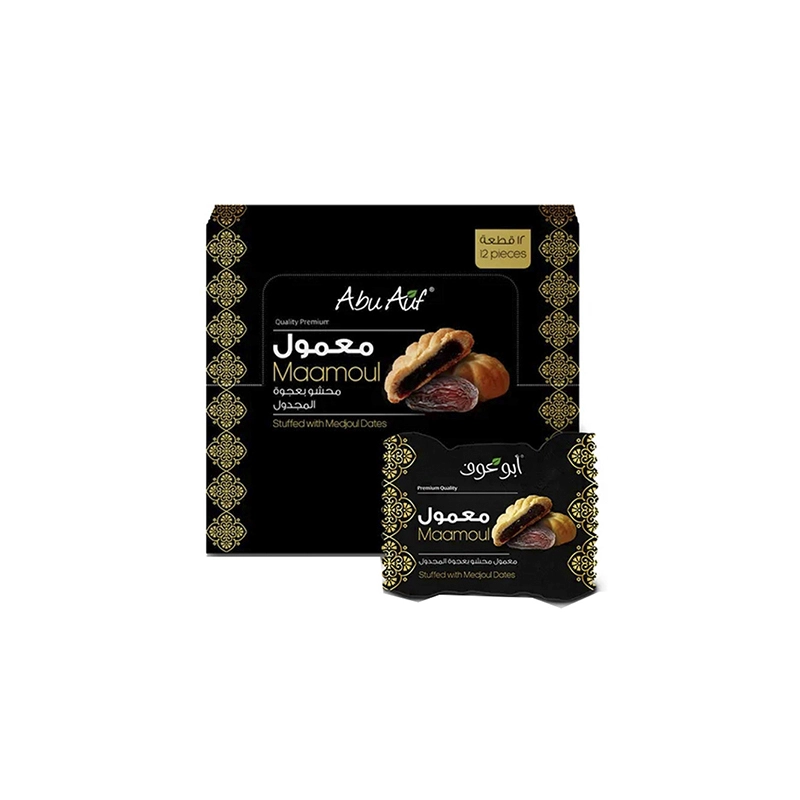 ١٢ قطعة
12 pieces
Abu Auf®
Quality Premium
معمول
Maamoul
محشو بعجوة
المجدول
Stuffed with Medjoul Dates
أبو عوف®
Premium Quality
معمول
Maamoul
معمول محشو بعجوة المجدول
Stuffed with Medjoul Dates